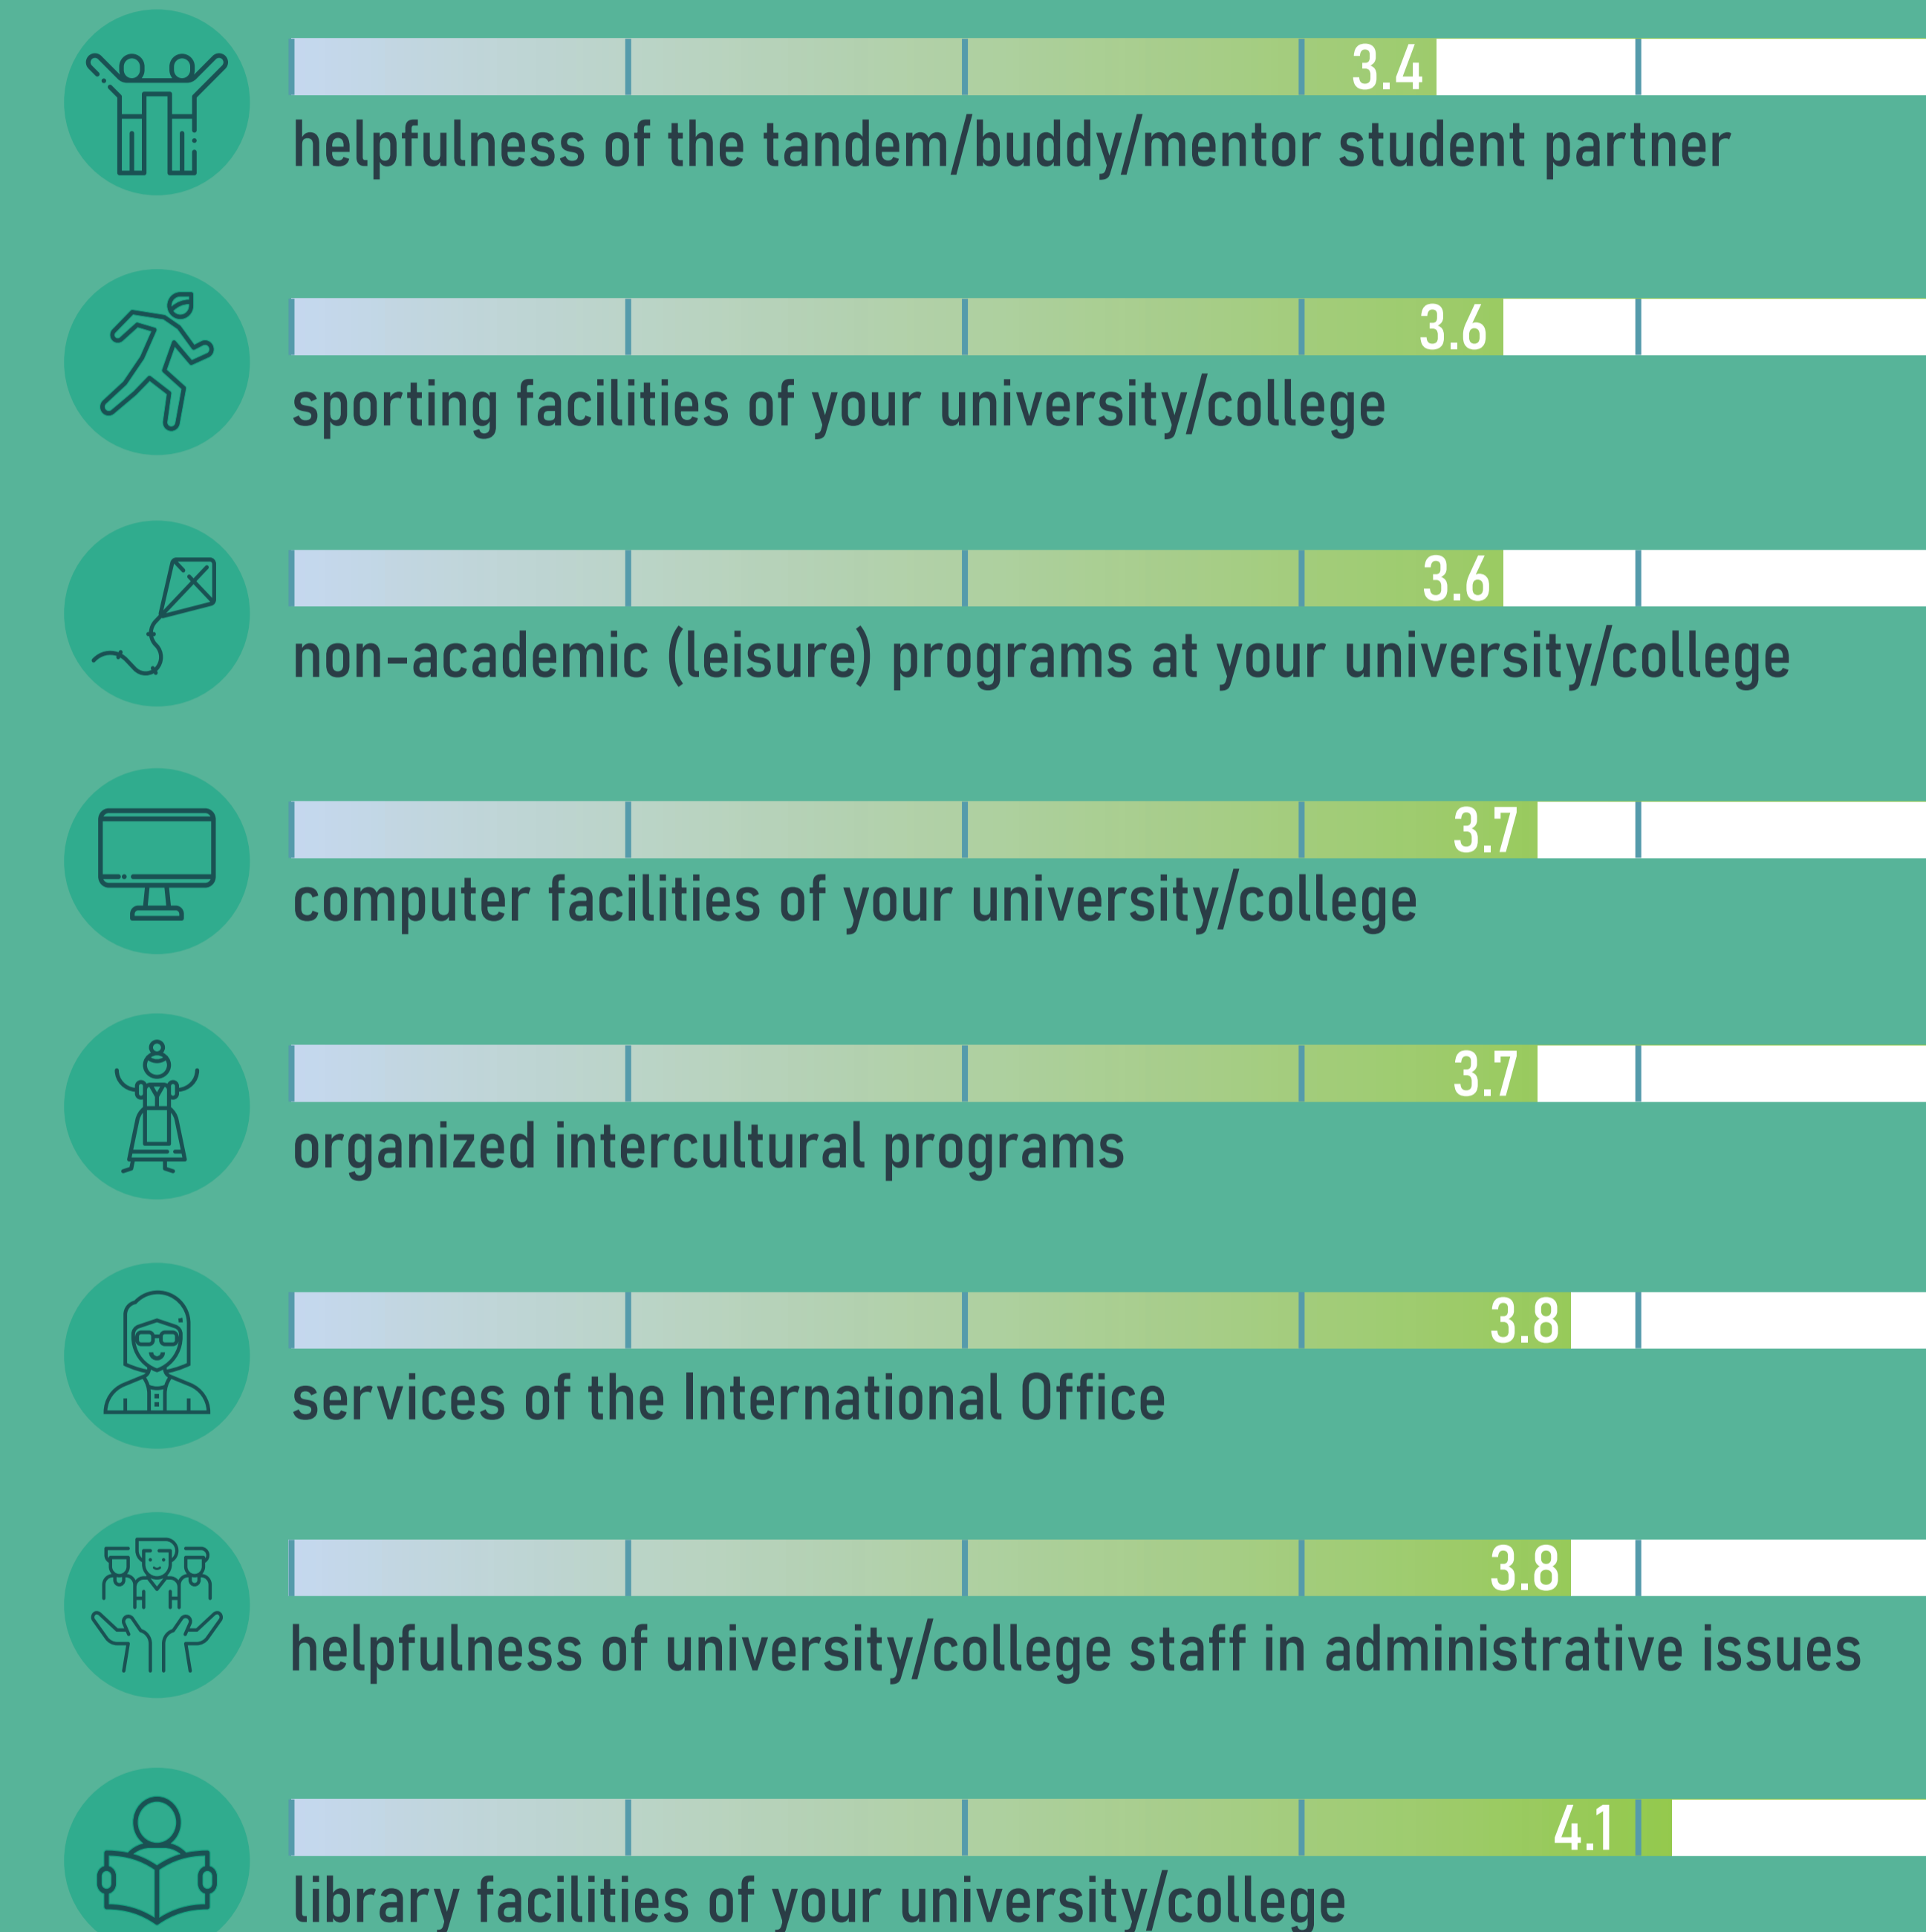 3.4
helpfulness of the tandem/buddy/mentor student partner
3.6
sporting facilities of your university/college
3.6
non-academic (leisure) programs at your university/college
3.7
computer facilities of your university/college
3.7
organized intercultural programs
3.8
services of the International Office
3.8
helpfulness of university/college staff in administrative issues
4.1
library facilities of your university/college